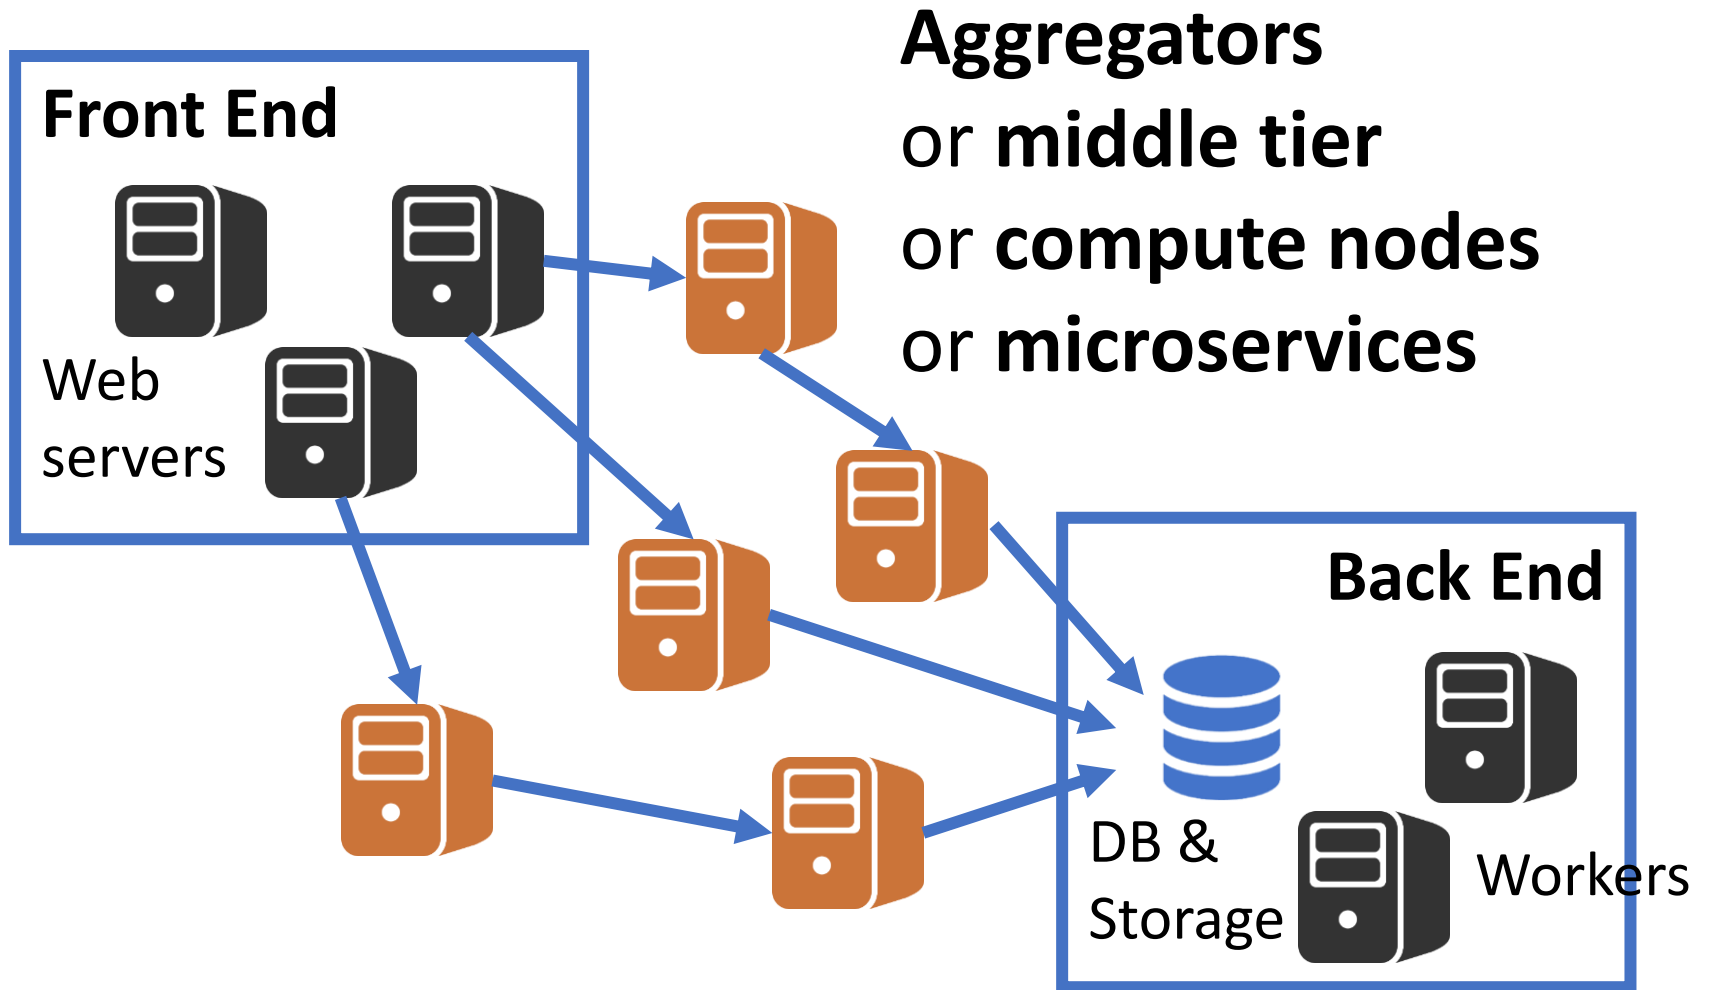 Aggregators
or middle tier
or compute nodes
or microservices
Front End
Web
servers
Back End
DB &
Storage
Workers